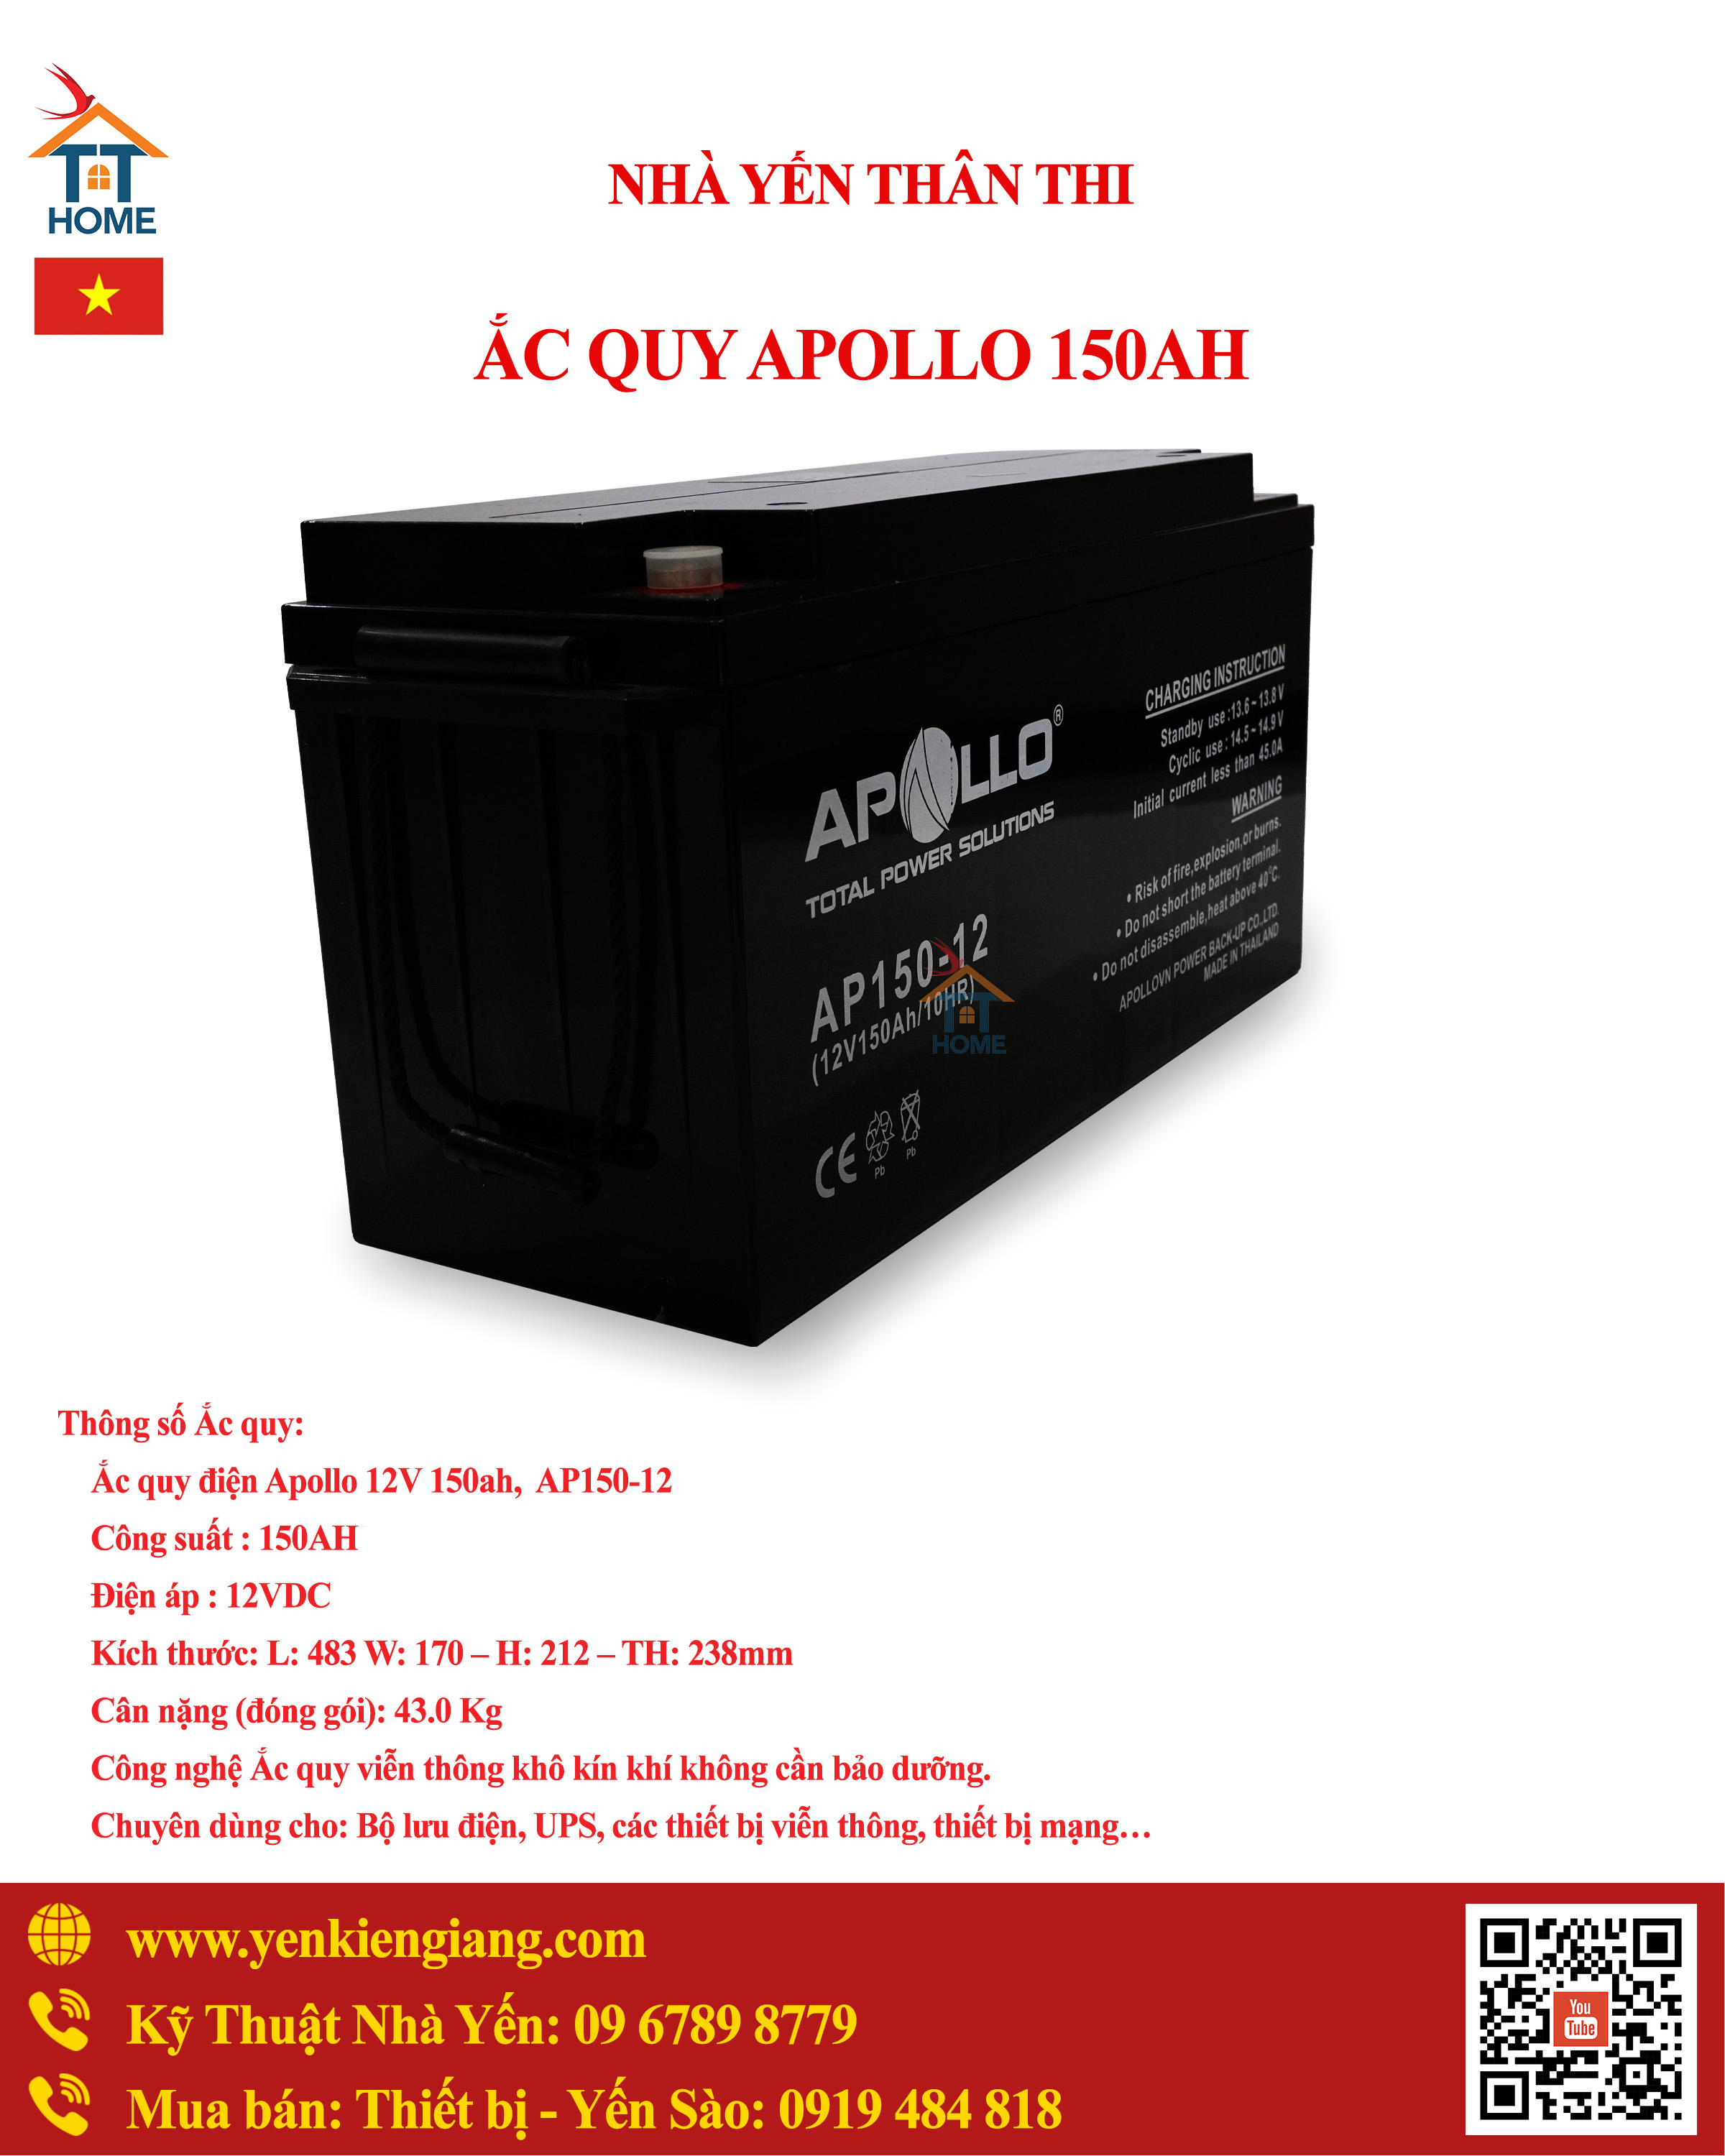 TT
HOME
NHÀ YẾN THÂN THI
ẮC QUY APOLLO 150AH
APOLLO®
TOTAL POWER SOLUTIONS
AP150-12
(12V150Ah/10HR)
CE
Pb
Pb
CHARGING INSTRUCTION
Standby use:13.6~13.8V
Cyclic use: 14.5~14.9V
Initial current less than 45.0A
WARNING
• Risk of fire,explosion,or burns.
• Do not short the battery terminal.
• Do not disassemble,heat above 40°C.
APOLLOVN POWER BACK-UP CO.,LTD.
MADE IN THAILAND
TT
HOME
Thông số Ắc quy:
Ắc quy điện Apollo 12V 150ah, AP150-12
Công suất : 150AH
Điện áp : 12VDC
Kích thước: L: 483 W: 170 – H: 212 – TH: 238mm
Cân nặng (đóng gói): 43.0 Kg
Công nghệ Ắc quy viễn thông khô kín khí không cần bảo dưỡng.
Chuyên dùng cho: Bộ lưu điện, UPS, các thiết bị viễn thông, thiết bị mạng…
www.yenkiengiang.com
Kỹ Thuật Nhà Yến: 09 6789 8779
Mua bán: Thiết bị - Yến Sào: 0919 484 818
You
Tube